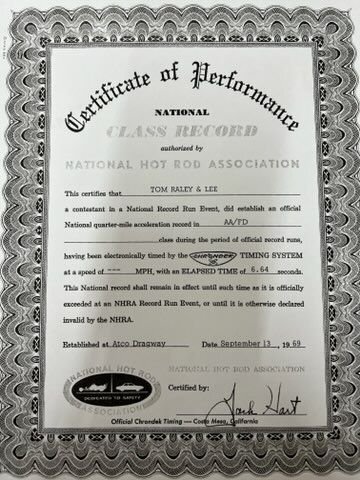 Certificate of Performance
NATIONAL
CLASS RECORD
authorized by
NATIONAL HOT ROD ASSOCIATION
This certifies that TOM RALEY & LEE
a contestant in a National Record Run Event, did establish an official
National quarter-mile acceleration record in AA/FD
class during the period of official record runs,
having been electronically timed by the CHRONDEK TIMING SYSTEM
at a speed of --- MPH, with an ELAPSED TIME of 6.64 seconds.
This National record shall remain in effect until such time as it is officially
exceeded at an NHRA Record Run Event, or until it is otherwise declared
invalid by the NHRA.
Established at Atco Dragway Date September 13, 1969
NATIONAL HOT ROD ASSOCIATION
NATIONAL HOT ROD
DEDICATED TO SAFETY
ASSOCIATION
Certified by:
Jack Hart
Official Chrondek Timing — Costa Mesa, California